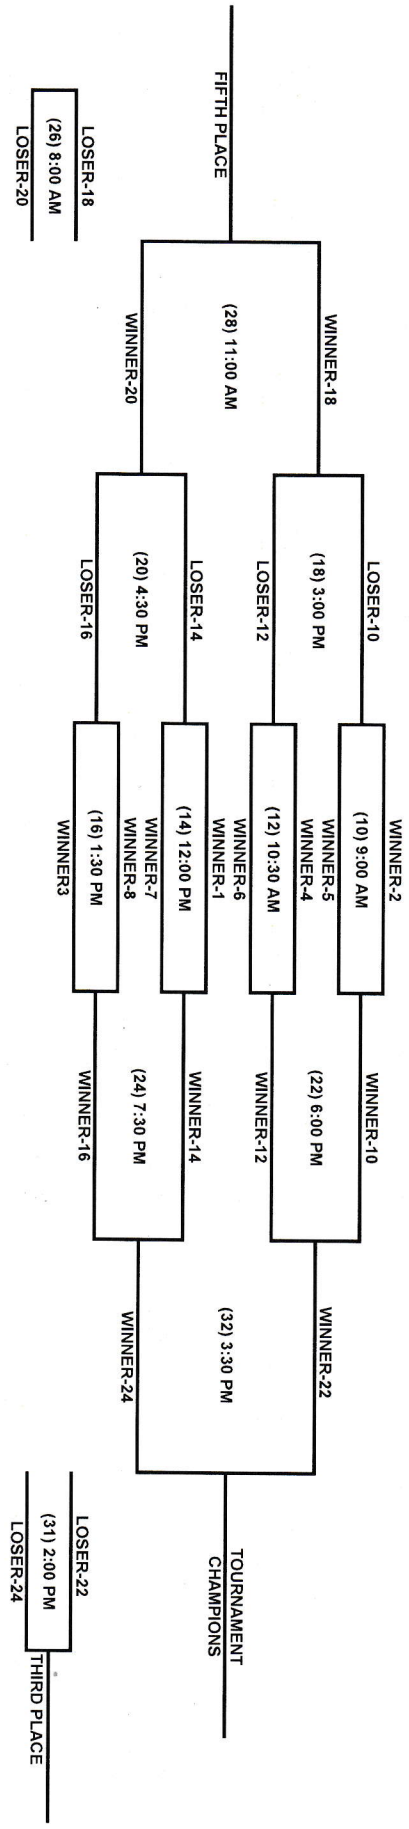 FIFTH PLACE
LOSER-18
(26) 8:00 AM
LOSER-20
WINNER-18
(28) 11:00 AM
WINNER-20
LOSER-10
(18) 3:00 PM
LOSER-12
LOSER-14
(20) 4:30 PM
LOSER-16
WINNER-2
(10) 9:00 AM
WINNER-5
WINNER-4
(12) 10:30 AM
WINNER-6
WINNER-1
(14) 12:00 PM
WINNER-7
WINNER-8
(16) 1:30 PM
WINNER3
WINNER-10
(22) 6:00 PM
WINNER-12
WINNER-14
(24) 7:30 PM
WINNER-16
WINNER-22
(32) 3:30 PM
WINNER-24
TOURNAMENT
CHAMPIONS
LOSER-22
(31) 2:00 PM
LOSER-24
THIRD PLACE